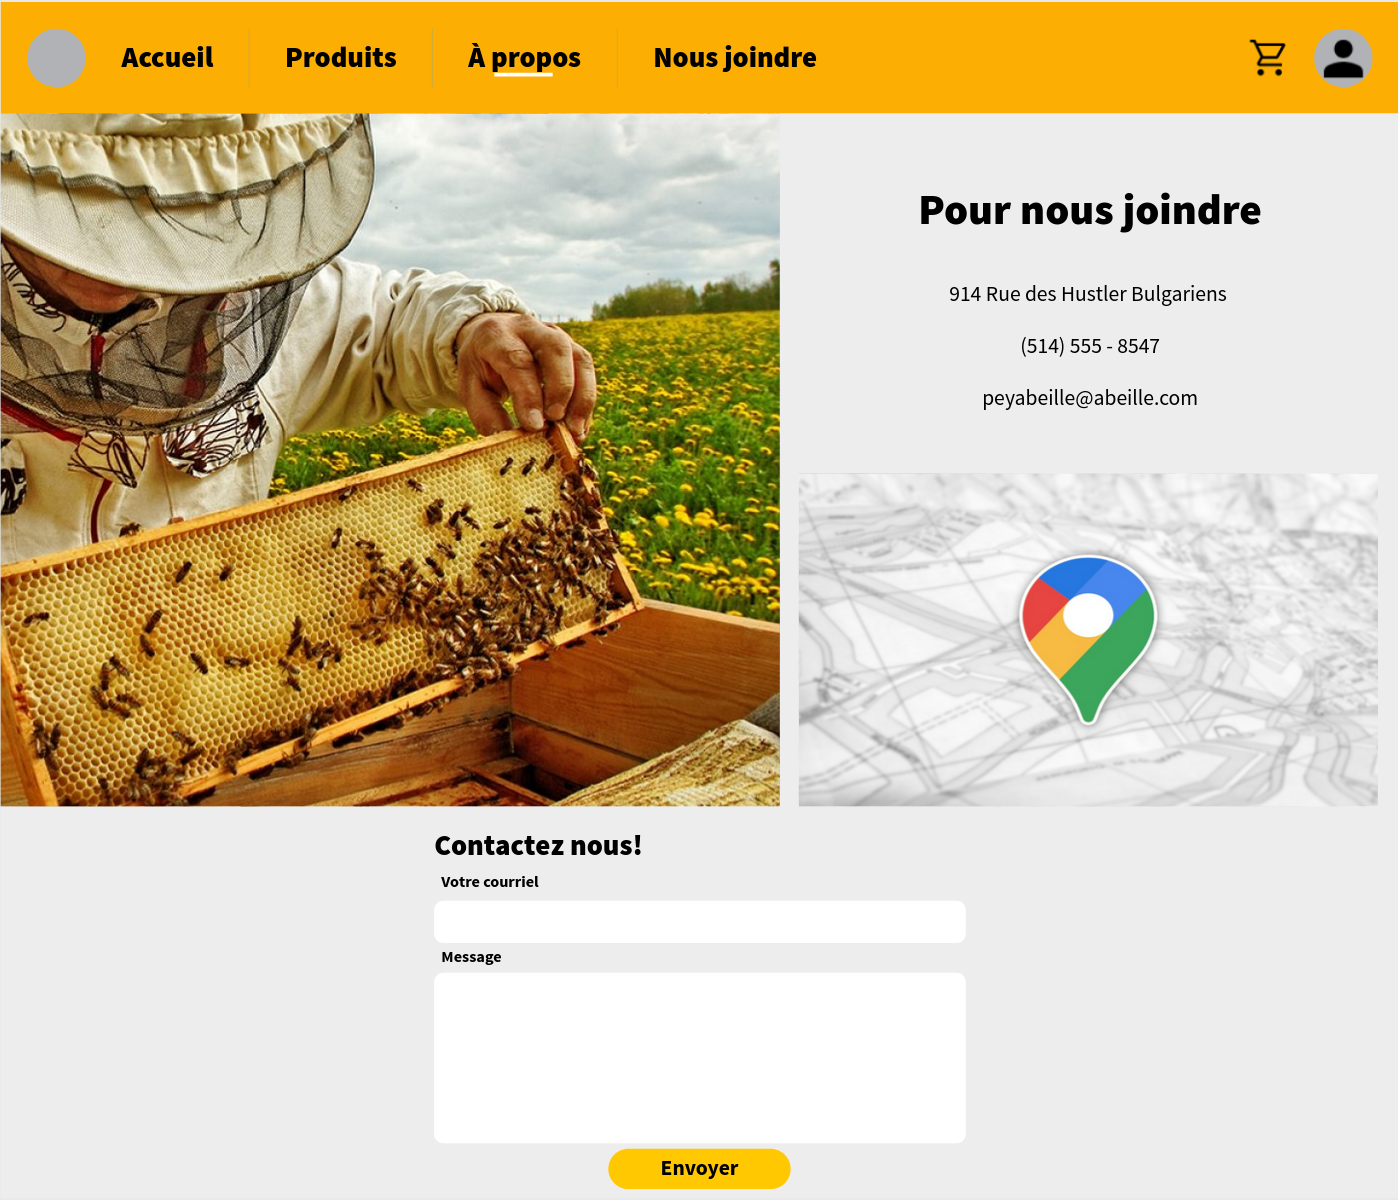 Accueil
Produits
À propos
Nous joindre
Pour nous joindre
914 Rue des Hustler Bulgariens
(514) 555 - 8547
peyabeille@abeille.com
Contactez nous!
Votre courriel
Message
Envoyer